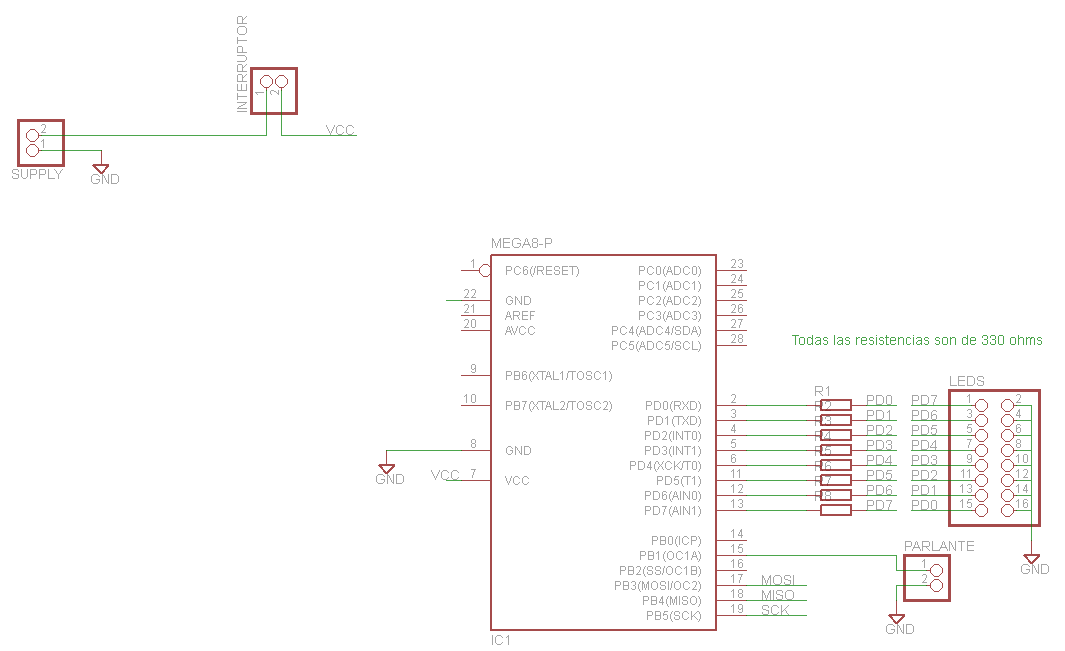 INTERRUPTOR
1
2
2
1
VCC
SUPPLY
GND
MEGA8-P
1 PC6(/RESET) PC0(ADC0) 23
PC1(ADC1) 24
22 GND PC2(ADC2) 25
21 AREF PC3(ADC3) 26
20 AVCC PC4(ADC4/SDA) 27
PC5(ADC5/SCL) 28
Todas las resistencias son de 330 ohms
9 PB6(XTAL1/TOSC1)
LEDS
R1
10 PB7(XTAL2/TOSC2) PD0(RXD) 2 R2 PD0 PD7 1 2
PD1(TXD) 3 R3 PD1 PD6 3 4
PD2(INT0) 4 R4 PD2 PD5 5 6
8 GND PD3(INT1) 5 R5 PD3 PD4 7 8
GND PD4(XCK/T0) 6 R6 PD4 PD3 9 10
VCC 7 VCC PD5(T1) 11 R7 PD5 PD2 11 12
PD6(AIN0) 12 R8 PD6 PD1 13 14
PD7(AIN1) 13 PD7 PD0 15 16
PB0(ICP) 14
PARLANTE
PB1(OC1A) 15 1
GND
PB2(SS/OC1B) 16
PB3(MOSI/OC2) 17 MOSI 2
PB4(MISO) 18 MISO
PB5(SCK) 19 SCK
GND
IC1